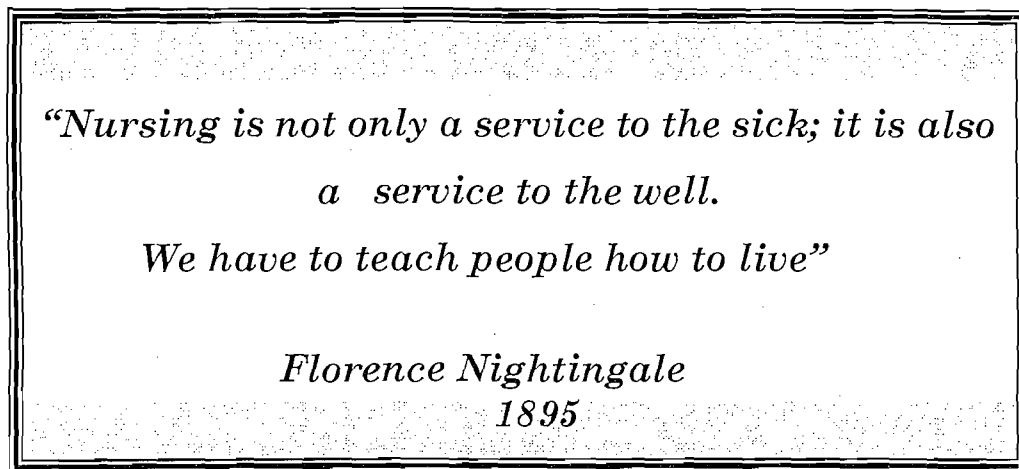 “Nursing is not only a service to the sick; it is also
a service to the well.
We have to teach people how to live”
Florence Nightingale
1895